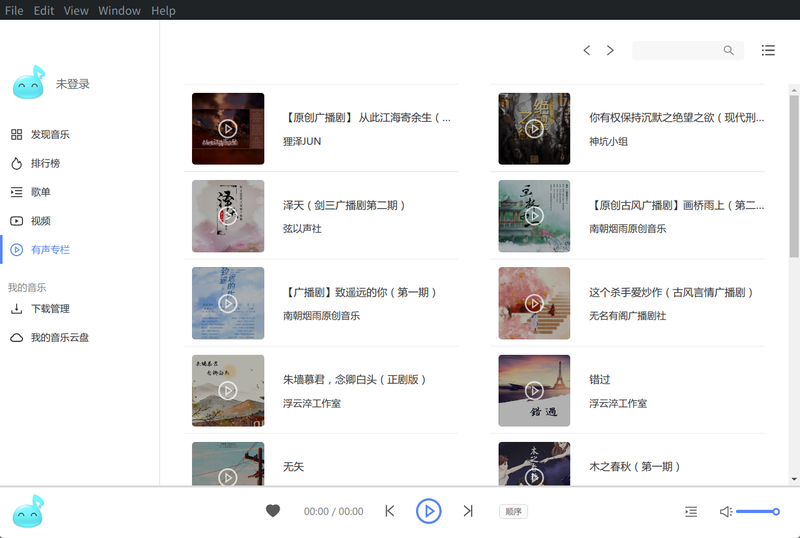 File Edit View Window Help
未登录
发现音乐
排行榜
歌单
视频
有声专栏
我的音乐
下载管理
我的音乐云盘
【原创广播剧】 从此江海寄余生（ ...
狸泽JUN
你有权保持沉默之绝望之欲（现代刑...
神坑小组
泽天（剑三广播剧第二期）
弦以声社
【原创古风广播剧】画桥雨上（第二...
南朝烟雨原创音乐
【广播剧】致遥远的你（第一期）
南朝烟雨原创音乐
这个杀手爱炒作（古风言情广播剧）
无名有阁广播剧社
朱墙慕君，念卿白头（正剧版）
浮云淬工作室
错过
浮云淬工作室
错过
无矢
木之春秋（第一期）
00:00 / 00:00
顺序